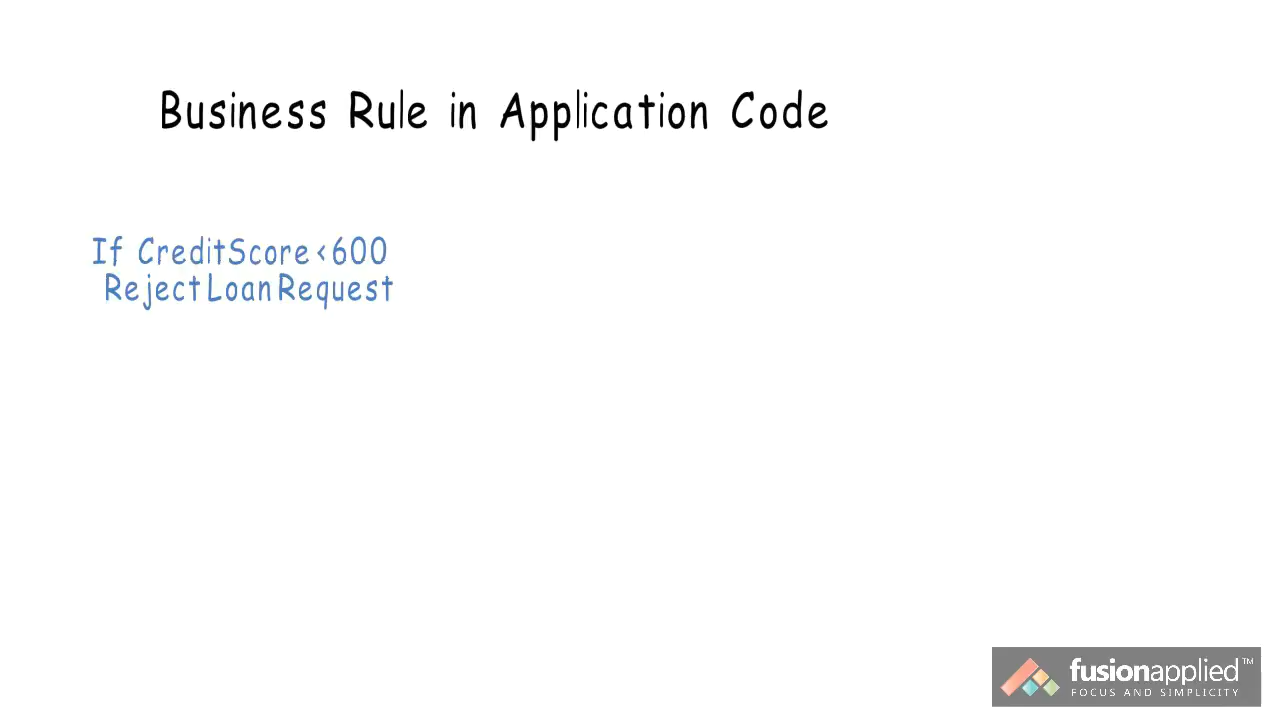 Business Rule in Application Code
If CreditScore<600
RejectLoanRequest
fusionapplied™
FOCUS AND SIMPLICITY